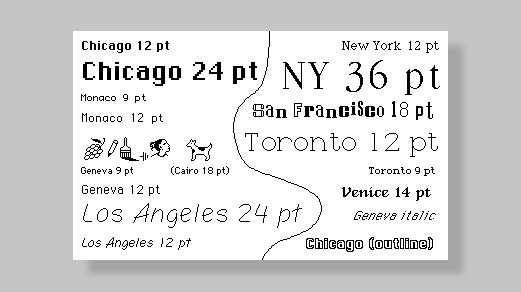 Chicago 12 pt
Chicago 24 pt
Monaco 9 pt
Monaco 12 pt
Geneva 9 pt
(Cairo 18 pt)
Geneva 12 pt
Los Angeles 24 pt
Los Angeles 12 pt
New York 12 pt
NY 36 pt
San Francisco 18 pt
Toronto 12 pt
Toronto 9 pt
Venice 14 pt
Geneva italic
Chicago (outline)